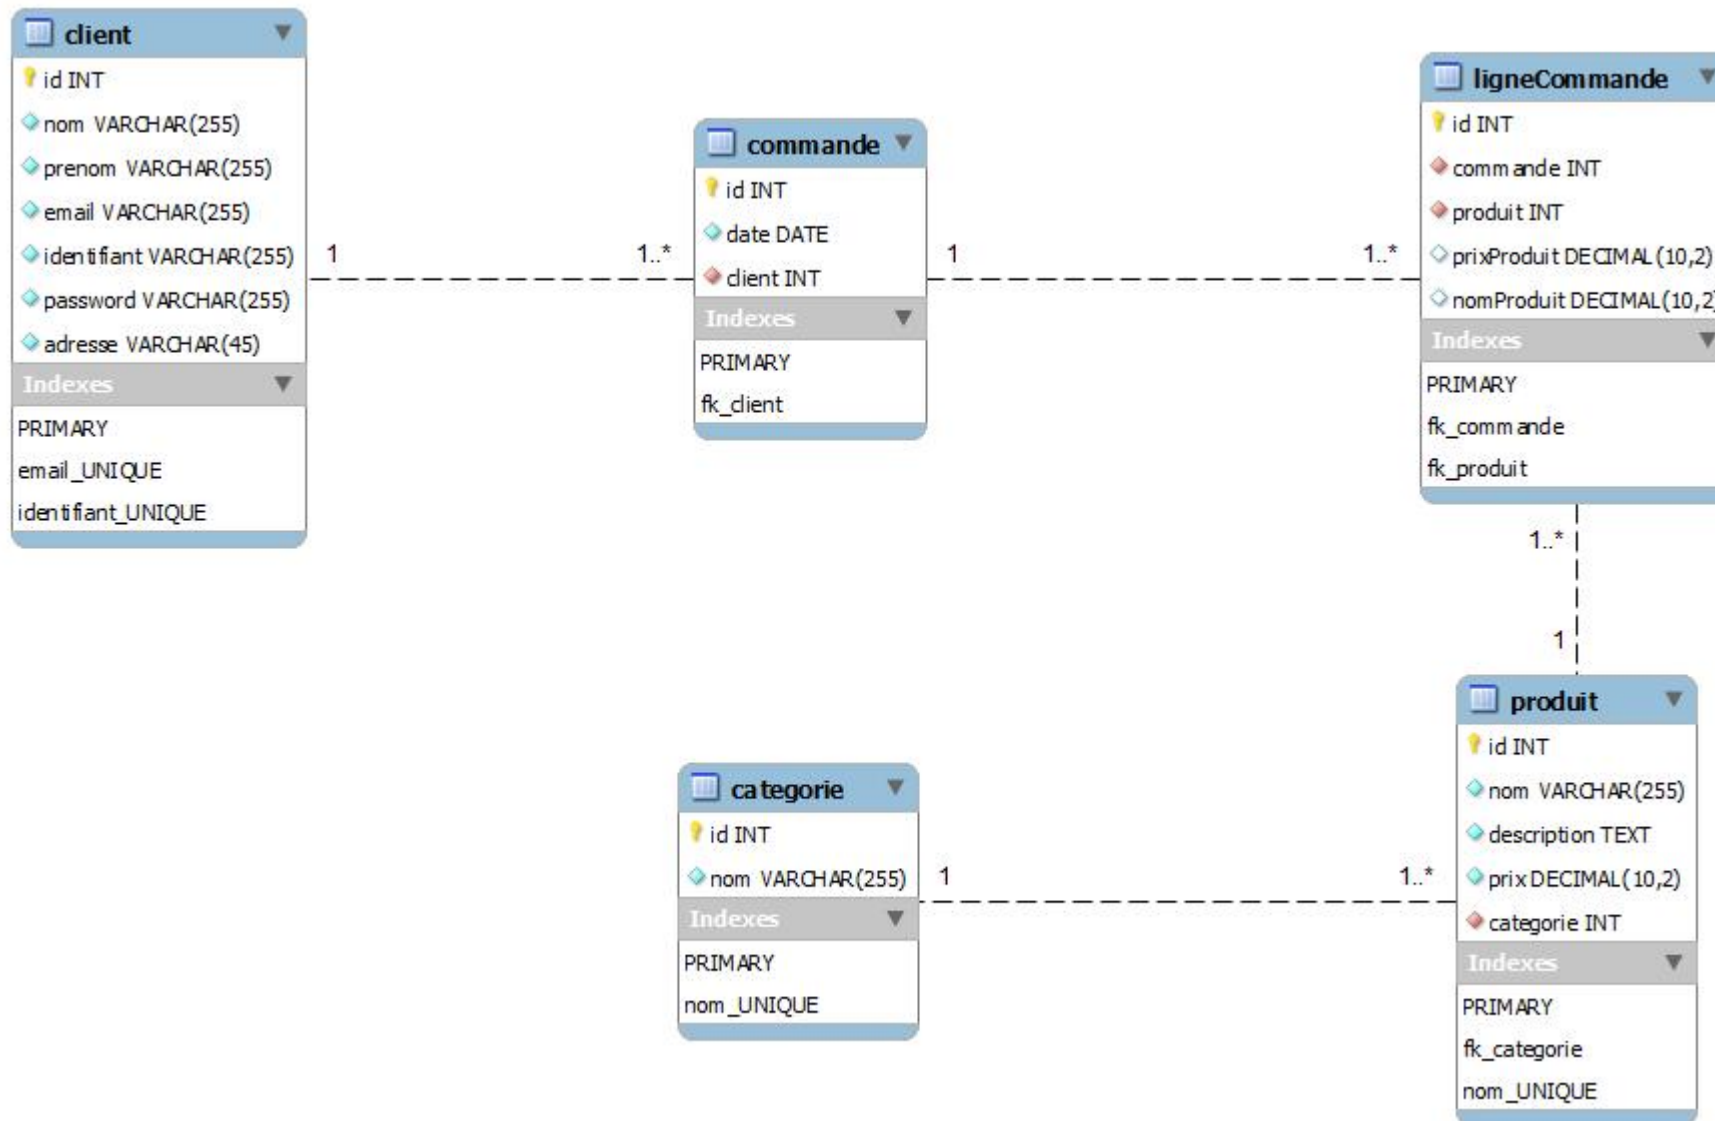 client
id INT
nom VARCHAR(255)
prenom VARCHAR(255)
email VARCHAR(255)
identifiant VARCHAR(255)
password VARCHAR(255)
adresse VARCHAR(45)
Indexes
PRIMARY
email_UNIQUE
identifiant_UNIQUE
1
1..*
commande
id INT
date DATE
client INT
Indexes
PRIMARY
fk_client
1
1..*
ligneCommande
id INT
commande INT
produit INT
prixProduit DECIMAL(10,2)
nomProduit DECIMAL(10,2)
Indexes
PRIMARY
fk_commande
fk_produit
1..*
1
categorie
id INT
nom VARCHAR(255)
Indexes
PRIMARY
nom_UNIQUE
1
1..*
produit
id INT
nom VARCHAR(255)
description TEXT
prix DECIMAL(10,2)
categorie INT
Indexes
PRIMARY
fk_categorie
nom_UNIQUE